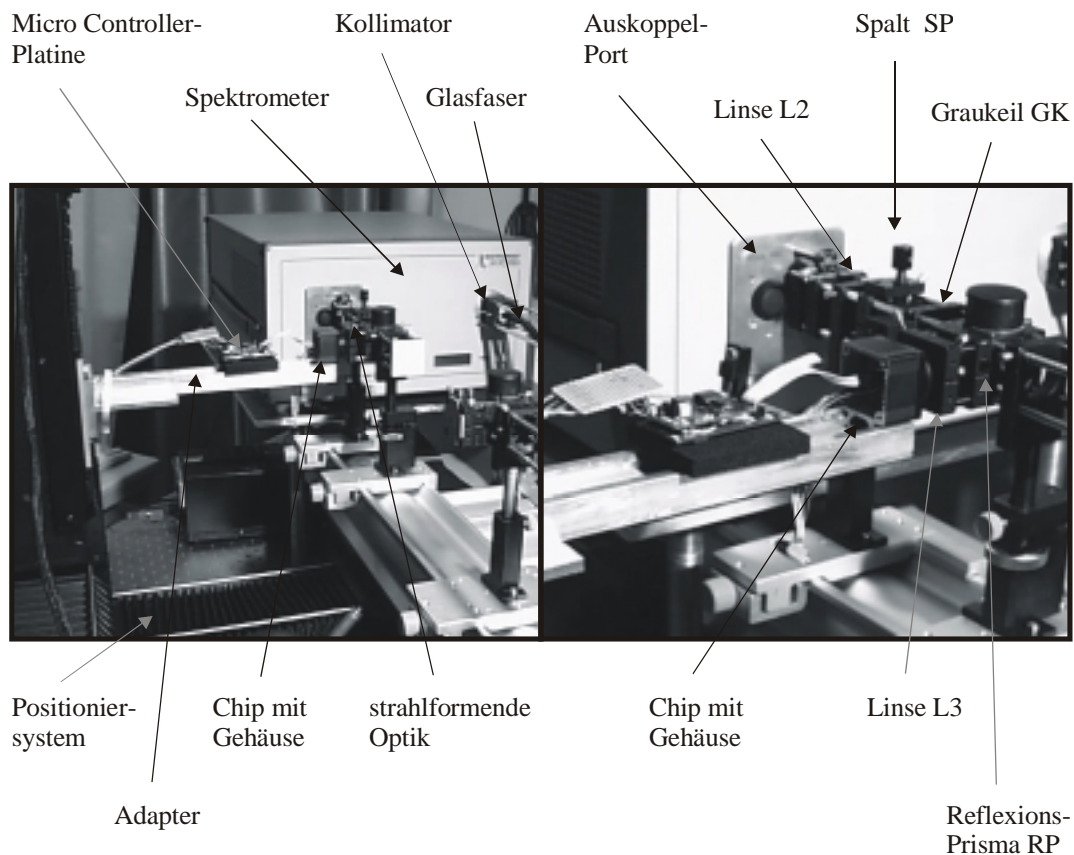 Micro Controller-
Platine
Kollimator
Auskoppel-
Port
Spalt SP
Spektrometer
Glasfaser
Linse L2
Graukeil GK
Positionier-
system
Chip mit
Gehäuse
strahlformende
Optik
Chip mit
Gehäuse
Linse L3
Adapter
Reflexions-
Prisma RP